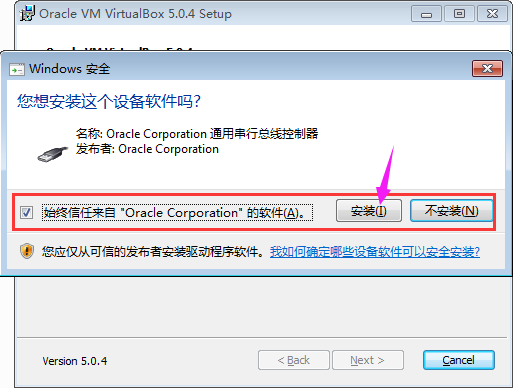 Oracle VM VirtualBox 5.0.4 Setup
Windows 安全
您想安装这个设备软件吗?
名称: Oracle Corporation 通用串行总线控制器
发布者: Oracle Corporation
始终信任来自 "Oracle Corporation" 的软件(A)。
安装(I)
不安装(N)
您应仅从可信的发布者安装驱动程序软件。我如何确定哪些设备软件可以安全安装?
Version 5.0.4
< Back
Next >
Cancel